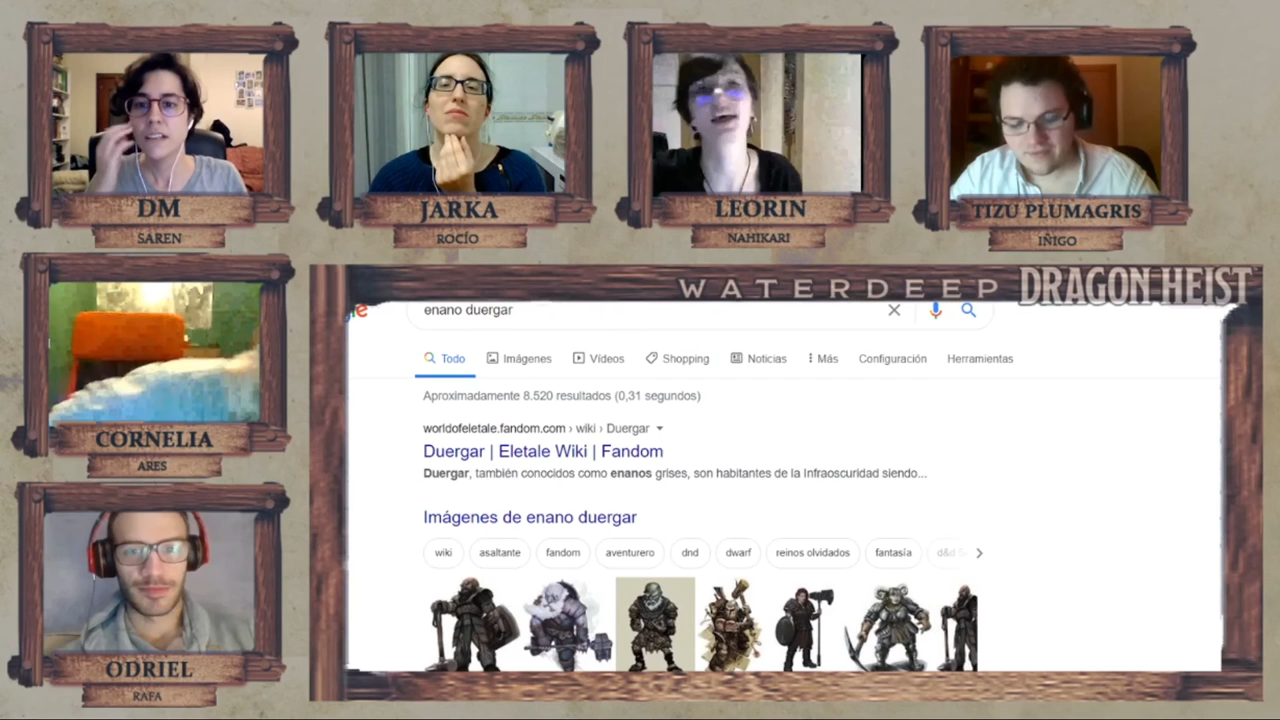 DM
SAREN
JARKA
ROCÍO
LEORIN
NAHIKARI
TIZU PLUMAGRIS
IÑIGO
CORNELIA
ARES
ODRIEL
RAFA
WATERDEEP DRAGON HEIST
enano duergar
Todo Imágenes Vídeos Shopping Noticias Más Configuración Herramientas
Aproximadamente 8.520 resultados (0,31 segundos)
worldofeletale.fandom.com › wiki › Duergar
Duergar | Eletale Wiki | Fandom
Duergar, también conocidos como enanos grises, son habitantes de la Infraoscuridad siendo...
Imágenes de enano duergar
wiki asaltante fandom aventurero dnd dwarf reinos olvidados fantasía d&d